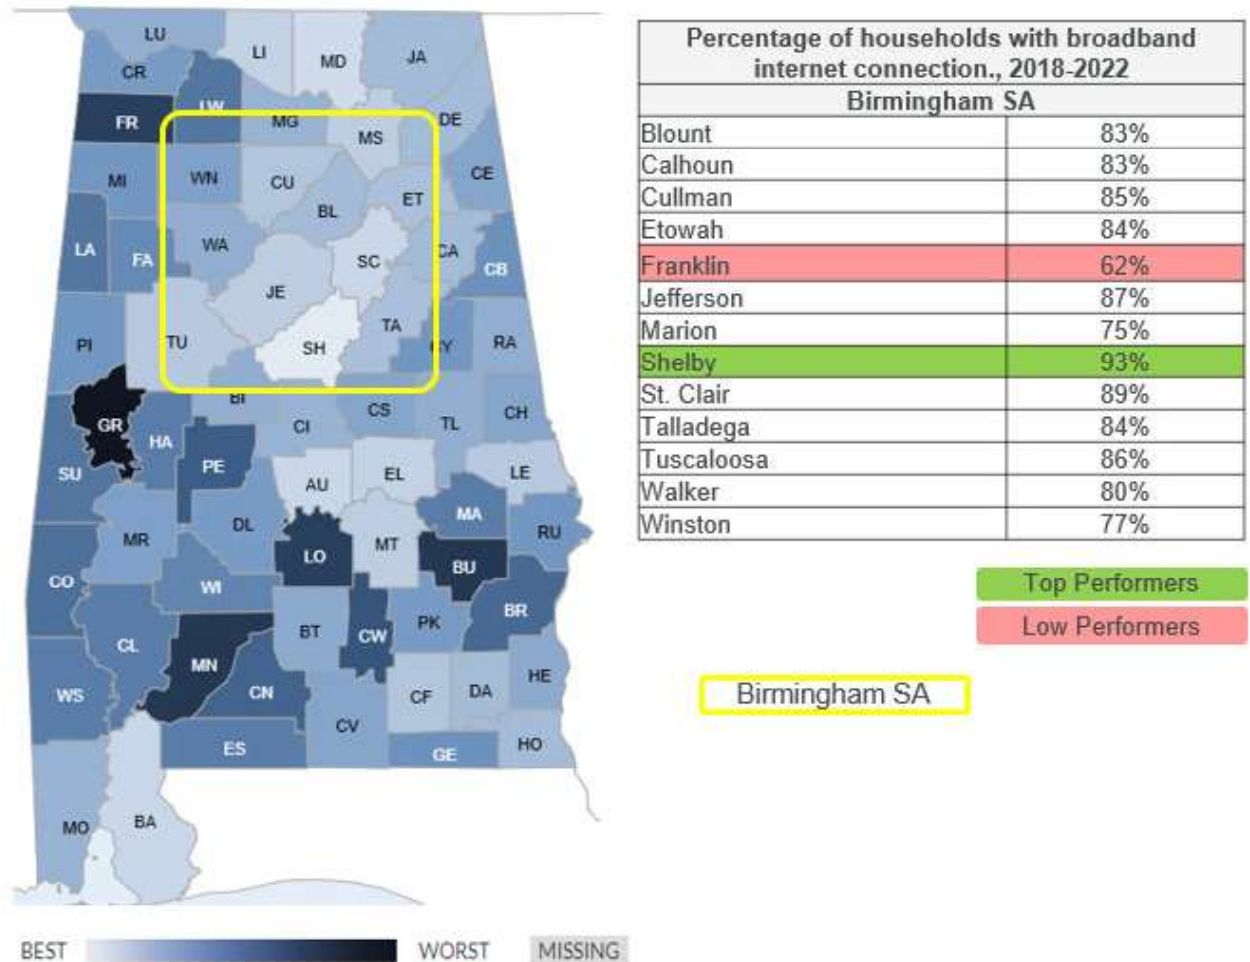 LU
LI
MD
JA
CR
LW
FR
MG
MS
DE
MI
WN
CU
BL
ET
CE
LA
FA
WA
SC
CA
CB
JE
TA
PI
TU
SH
CY
RA
GR
HA
BI
CI
CS
TL
CH
SU
PE
AU
EL
LE
MR
DL
LO
MT
MA
RU
BU
CO
WI
CL
BT
CW
PK
BR
MN
WS
CN
CF
DA
HE
CV
ES
GE
HO
MO
BA
BEST WORST MISSING
Percentage of households with broadband
internet connection., 2018-2022
Birmingham SA
Blount 83%
Calhoun 83%
Cullman 85%
Etowah 84%
Franklin 62%
Jefferson 87%
Marion 75%
Shelby 93%
St. Clair 89%
Talladega 84%
Tuscaloosa 86%
Walker 80%
Winston 77%
Top Performers
Low Performers
Birmingham SA